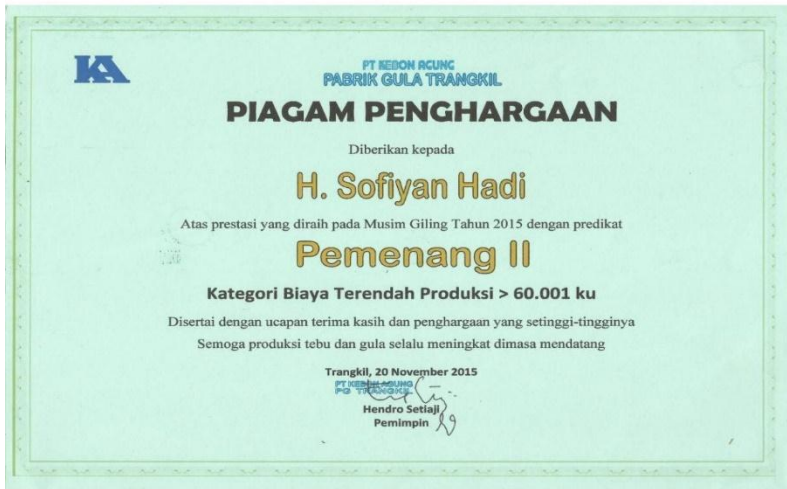 KA
PT KEBON AGUNG
PABRIK GULA TRANGKIL
PIAGAM PENGHARGAAN
Diberikan kepada
H. Sofiyan Hadi
Atas prestasi yang diraih pada Musim Giling Tahun 2015 dengan predikat
Pemenang II
Kategori Biaya Terendah Produksi > 60.001 ku
Disertai dengan ucapan terima kasih dan penghargaan yang setinggi-tingginya
Semoga produksi tebu dan gula selalu meningkat dimasa mendatang
Trangkil, 20 November 2015
PT KEBON AGUNG
PG TRANGKIL
Hendro Setiaji
Pemimpin